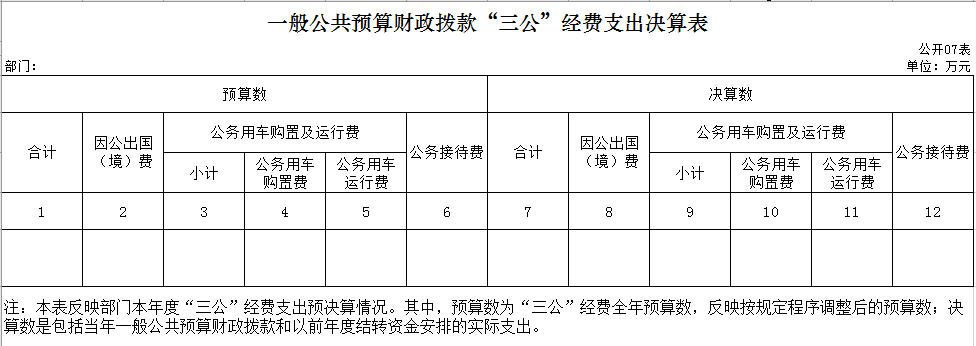 一般公共预算财政拨款“三公”经费支出决算表
公开07表
部门： 单位：万元
预算数 决算数
合计 因公出国（境）费 公务用车购置及运行费 公务接待费 合计 因公出国（境）费 公务用车购置及运行费 公务接待费
小计 公务用车购置费 公务用车运行费 小计 公务用车购置费 公务用车运行费
1 2 3 4 5 6 7 8 9 10 11 12
注：本表反映部门本年度“三公”经费支出预决算情况。其中，预算数为“三公”经费全年预算数，反映按规定程序调整后的预算数；决
算数是包括当年一般公共预算财政拨款和以前年度结转资金安排的实际支出。